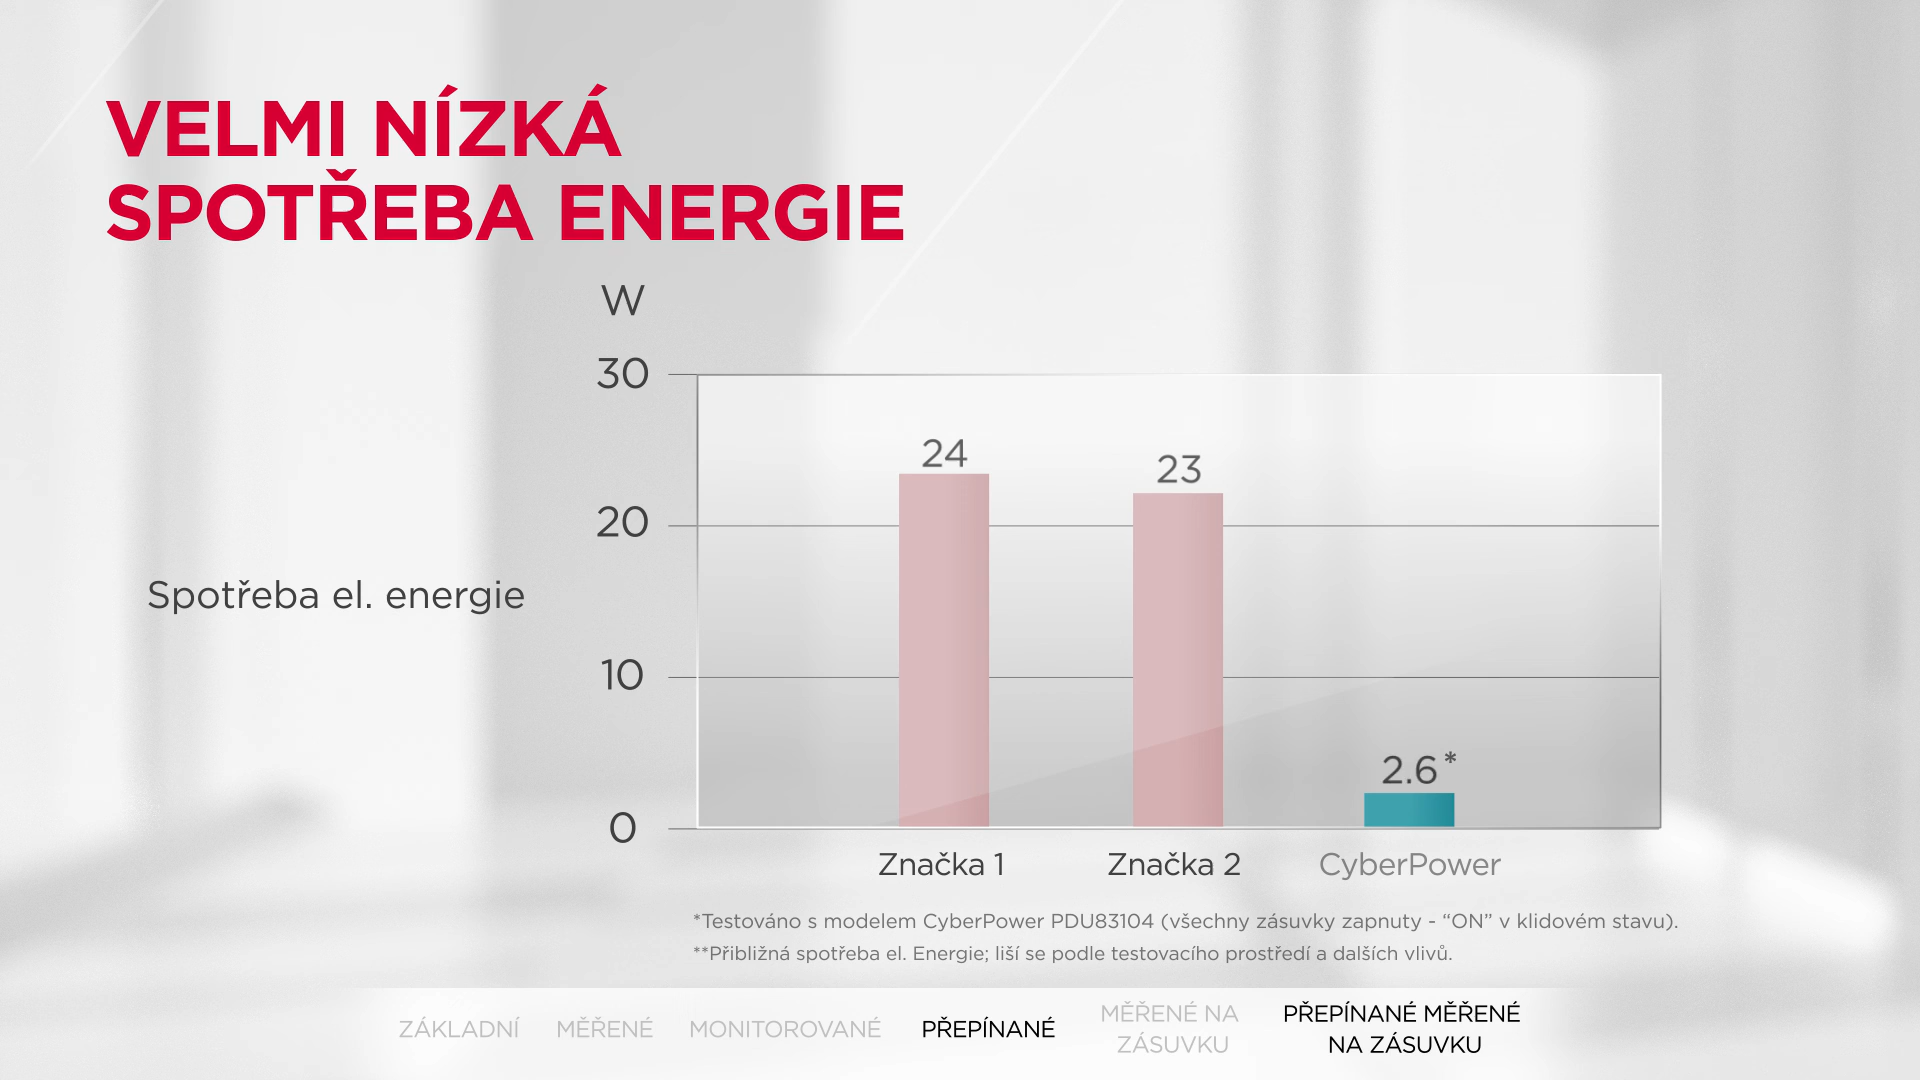 VELMI NÍZKÁ
SPOTŘEBA ENERGIE
W
30
20
10
0
Spotřeba el. energie
24
23
2.6*
Značka 1
Značka 2
CyberPower
*Testováno s modelem CyberPower PDU83104 (všechny zásuvky zapnuty - “ON” v klidovém stavu).
**Přibližná spotřeba el. Energie; liší se podle testovacího prostředí a dalších vlivů.
ZÁKLADNÍ
MĚŘENÉ
MONITOROVANÉ
PŘEPÍNANÉ
MĚŘENÉ NA
ZÁSUVKU
PŘEPÍNANÉ MĚŘENÉ
NA ZÁSUVKU